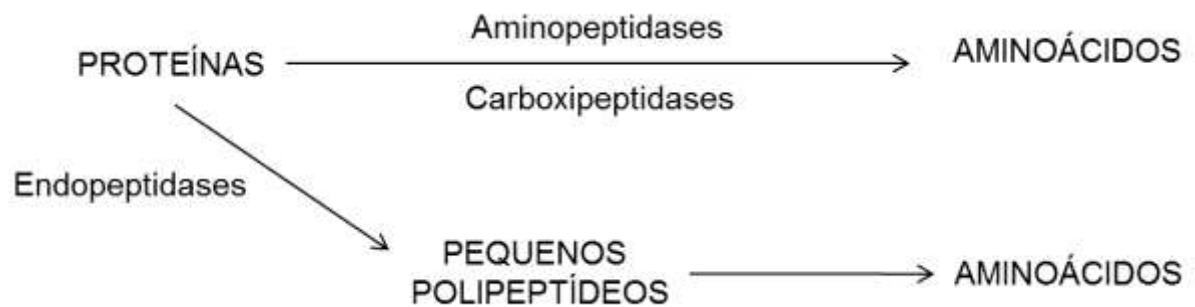 Aminopeptidases
PROTEÍNAS
AMINOÁCIDOS
Carboxipeptidases
Endopeptidases
PEQUENOS
POLIPEPTÍDEOS
AMINOÁCIDOS